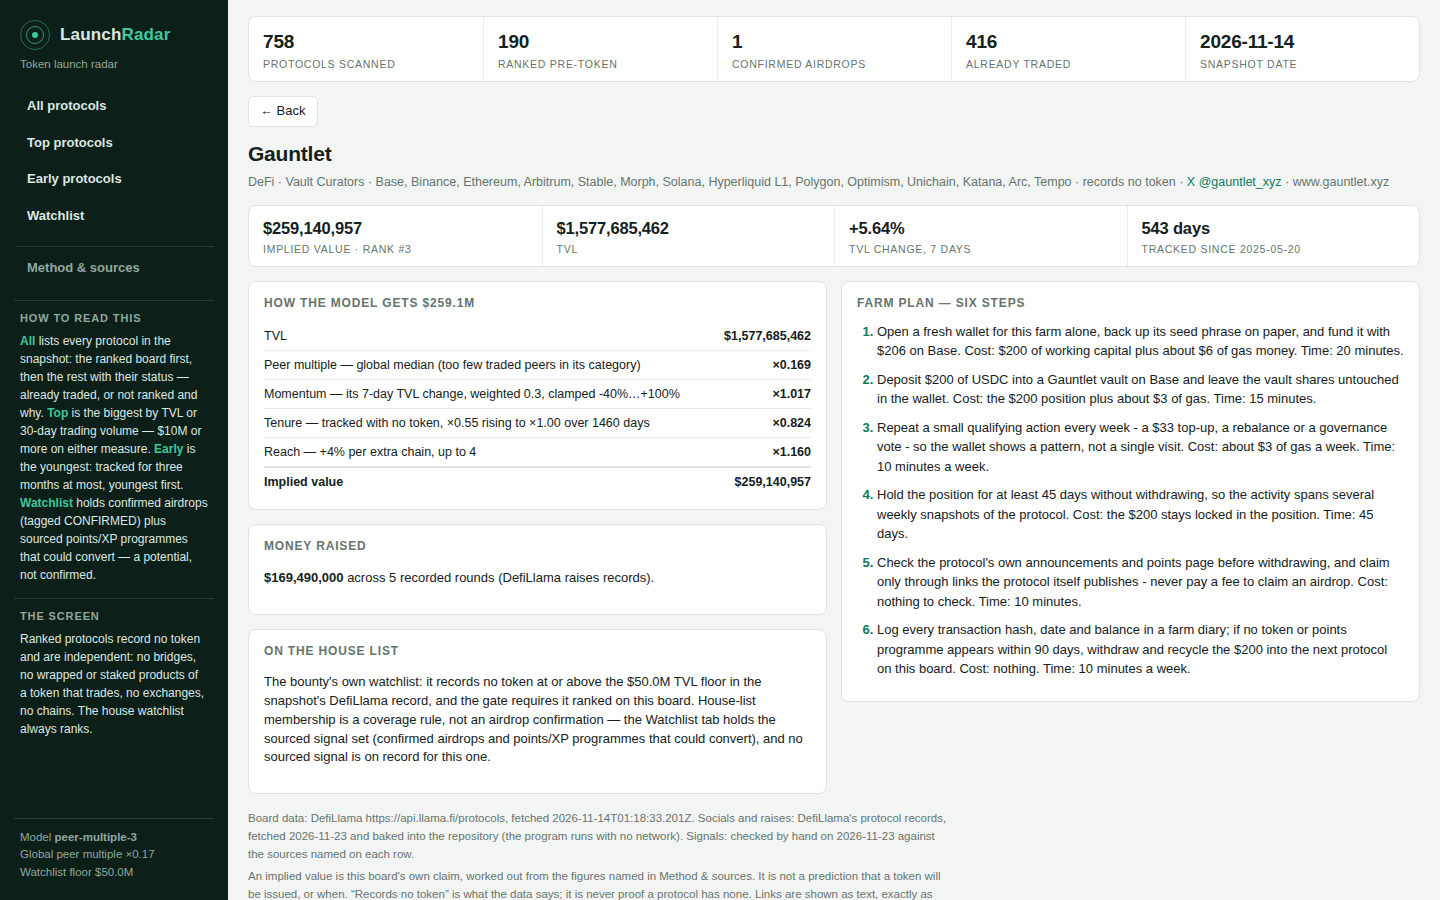 LaunchRadar
Token launch radar
All protocols
Top protocols
Early protocols
Watchlist
Method & sources
HOW TO READ THIS
All lists every protocol in the
snapshot: the ranked board first,
then the rest with their status —
already traded, or not ranked and
why. Top is the biggest by TVL or
30-day trading volume — $10M or
more on either measure. Early is
the youngest: tracked for three
months at most, youngest first.
Watchlist holds confirmed airdrops
(tagged CONFIRMED) plus
sourced points/XP programmes
that could convert — a potential,
not confirmed.
THE SCREEN
Ranked protocols record no token
and are independent: no bridges,
no wrapped or staked products of
a token that trades, no exchanges,
no chains. The house watchlist
always ranks.
Model peer-multiple-3
Global peer multiple ×0.17
Watchlist floor $50.0M
758
PROTOCOLS SCANNED
190
RANKED PRE-TOKEN
1
CONFIRMED AIRDROPS
416
ALREADY TRADED
2026-11-14
SNAPSHOT DATE
← Back
Gauntlet
DeFi · Vault Curators · Base, Binance, Ethereum, Arbitrum, Stable, Morph, Solana, Hyperliquid L1, Polygon, Optimism, Unichain, Katana, Arc, Tempo · records no token · X @gauntlet_xyz · www.gauntlet.xyz
$259,140,957
IMPLIED VALUE · RANK #3
$1,577,685,462
TVL
+5.64%
TVL CHANGE, 7 DAYS
543 days
TRACKED SINCE 2025-05-20
HOW THE MODEL GETS $259.1M
TVL $1,577,685,462
Peer multiple — global median (too few traded peers in its category) ×0.169
Momentum — its 7-day TVL change, weighted 0.3, clamped -40%…+100% ×1.017
Tenure — tracked with no token, ×0.55 rising to ×1.00 over 1460 days ×0.824
Reach — +4% per extra chain, up to 4 ×1.160
Implied value $259,140,957
MONEY RAISED
$169,490,000 across 5 recorded rounds (DefiLlama raises records).
ON THE HOUSE LIST
The bounty's own watchlist: it records no token at or above the $50.0M TVL floor in the
snapshot's DefiLlama record, and the gate requires it ranked on this board. House-list
membership is a coverage rule, not an airdrop confirmation — the Watchlist tab holds the
sourced signal set (confirmed airdrops and points/XP programmes that could convert), and no
sourced signal is on record for this one.
FARM PLAN — SIX STEPS
1. Open a fresh wallet for this farm alone, back up its seed phrase on paper, and fund it with
$206 on Base. Cost: $200 of working capital plus about $6 of gas money. Time: 20 minutes.
2. Deposit $200 of USDC into a Gauntlet vault on Base and leave the vault shares untouched
in the wallet. Cost: the $200 position plus about $3 of gas. Time: 15 minutes.
3. Repeat a small qualifying action every week - a $33 top-up, a rebalance or a governance
vote - so the wallet shows a pattern, not a single visit. Cost: about $3 of gas a week. Time:
10 minutes a week.
4. Hold the position for at least 45 days without withdrawing, so the activity spans several
weekly snapshots of the protocol. Cost: the $200 stays locked in the position. Time: 45
days.
5. Check the protocol's own announcements and points page before withdrawing, and claim
only through links the protocol itself publishes - never pay a fee to claim an airdrop. Cost:
nothing to check. Time: 10 minutes.
6. Log every transaction hash, date and balance in a farm diary; if no token or points
programme appears within 90 days, withdraw and recycle the $200 into the next protocol
on this board. Cost: nothing. Time: 10 minutes a week.
Board data: DefiLlama https://api.llama.fi/protocols, fetched 2026-11-14T01:18:33.201Z. Socials and raises: DefiLlama's protocol records,
fetched 2026-11-23 and baked into the repository (the program runs with no network). Signals: checked by hand on 2026-11-23 against
the sources named on each row.
An implied value is this board's own claim, worked out from the figures named in Method & sources. It is not a prediction that a token will
be issued, or when. “Records no token” is what the data says; it is never proof a protocol has none. Links are shown as text, exactly as